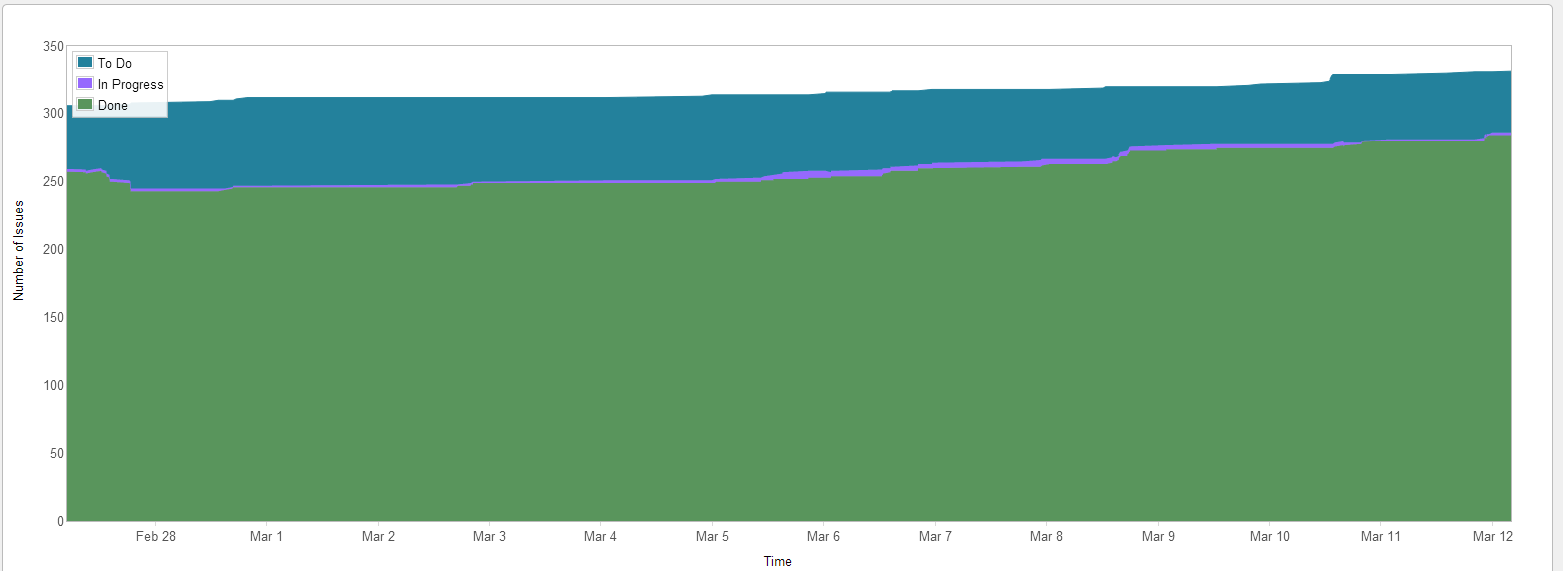 350
To Do
In Progress
Done
300
250
200
150
100
50
0
Number of Issues
Feb 28 Mar 1 Mar 2 Mar 3 Mar 4 Mar 5 Mar 6 Mar 7 Mar 8 Mar 9 Mar 10 Mar 11 Mar 12
Time